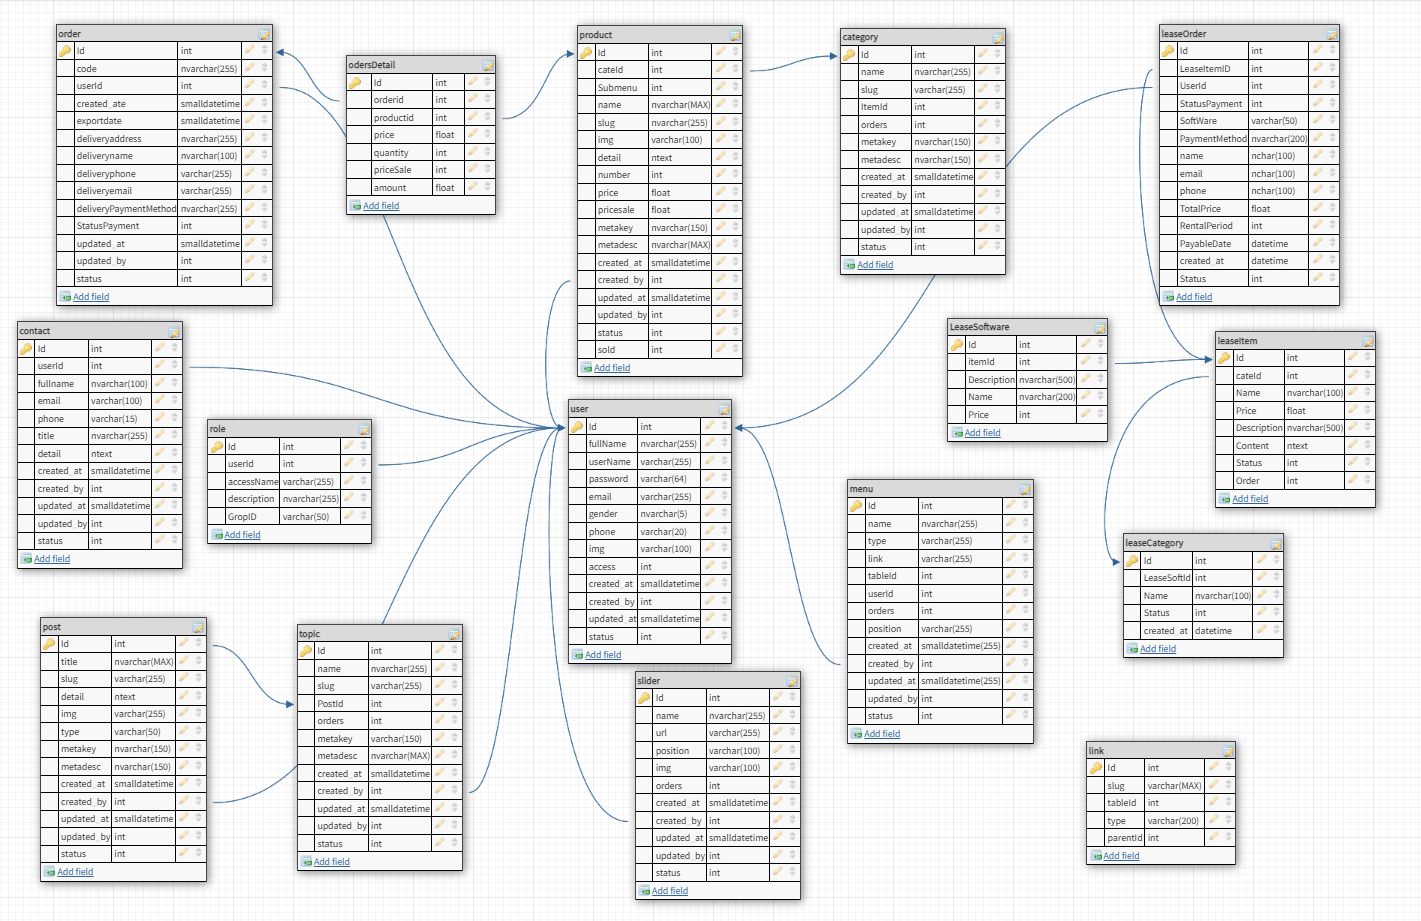 order
Id int
code nvarchar(255)
userId int
created_ate smalldatetime
exportdate smalldatetime
deliveryaddress nvarchar(255)
deliveryname nvarchar(100)
deliveryphone varchar(255)
deliveryemail varchar(255)
deliveryPaymentMethod nvarchar(255)
StatusPayment int
updated_at smalldatetime
updated_by int
status int
Add field
odersDetail
Id int
orderid int
productid int
price float
quantity int
priceSale int
amount float
Add field
product
Id int
cateId int
Submenu int
name nvarchar(MAX)
slug nvarchar(255)
img varchar(100)
detail ntext
number int
price float
pricesale float
metakey nvarchar(150)
metadesc nvarchar(MAX)
created_at smalldatetime
created_by int
updated_at smalldatetime
updated_by int
status int
sold int
Add field
category
Id int
name nvarchar(255)
slug varchar(255)
ItemId int
orders int
metakey nvarchar(150)
metadesc nvarchar(150)
created_at smalldatetime
created_by int
updated_at smalldatetime
updated_by int
status int
Add field
leaseOrder
Id int
LeaseItemID int
UserId int
StatusPayment int
SoftWare varchar(50)
PaymentMethod nvarchar(200)
name nchar(100)
email nchar(100)
phone nchar(100)
TotalPrice float
RentalPeriod int
PayableDate datetime
created_at datetime
Status int
Add field
contact
Id int
userId int
fullname nvarchar(100)
email varchar(100)
phone varchar(15)
title nvarchar(255)
detail ntext
created_at smalldatetime
created_by int
updated_at smalldatetime
updated_by int
status int
Add field
role
Id int
userId int
accessName varchar(255)
description nvarchar(255)
GropID varchar(50)
Add field
user
Id int
fullName nvarchar(255)
userName varchar(255)
password varchar(64)
email varchar(255)
gender nvarchar(5)
phone varchar(20)
img varchar(100)
access int
created_at smalldatetime
created_by int
updated_at smalldatetime
status int
Add field
LeaseSoftware
Id int
itemId int
Description nvarchar(500)
Name nvarchar(200)
Price int
Add field
leaseItem
Id int
cateId int
Name nvarchar(100)
Price float
Description nvarchar(500)
Content ntext
Status int
Order int
Add field
menu
Id int
name nvarchar(255)
type varchar(255)
link varchar(255)
tableId int
userId int
orders int
position varchar(255)
created_at smalldatetime(255)
created_by int
updated_at smalldatetime(255)
updated_by int
status int
Add field
leaseCategory
Id int
LeaseSoftId int
Name nvarchar(100)
Status int
created_at datetime
Add field
post
Id int
title nvarchar(MAX)
slug varchar(255)
detail ntext
img varchar(255)
type varchar(50)
metakey nvarchar(150)
metadesc nvarchar(150)
created_at smalldatetime
created_by int
updated_at smalldatetime
updated_by int
status int
Add field
topic
Id int
name nvarchar(255)
slug varchar(255)
PostId int
orders int
metakey varchar(150)
metadesc nvarchar(MAX)
created_at smalldatetime
created_by int
updated_at smalldatetime
updated_by int
status int
Add field
slider
Id int
name nvarchar(255)
url varchar(255)
position varchar(100)
img varchar(100)
orders int
created_at smalldatetime
created_by int
updated_at smalldatetime
updated_by int
status int
Add field
link
Id int
slug varchar(MAX)
tableId int
type varchar(200)
parentId int
Add field